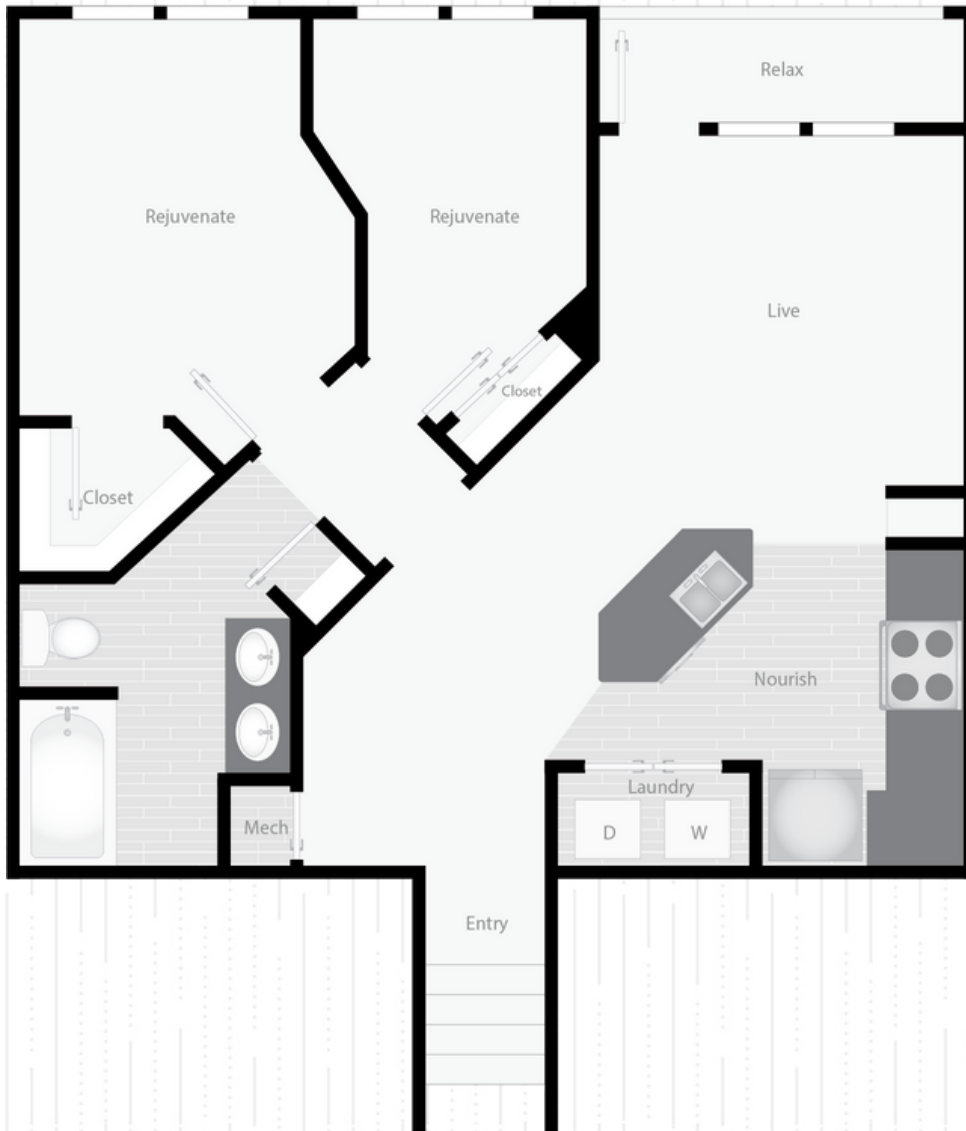 Relax
Rejuvenate
Rejuvenate
Live
Closet
Closet
Nourish
Laundry
D
W
Mech
Entry